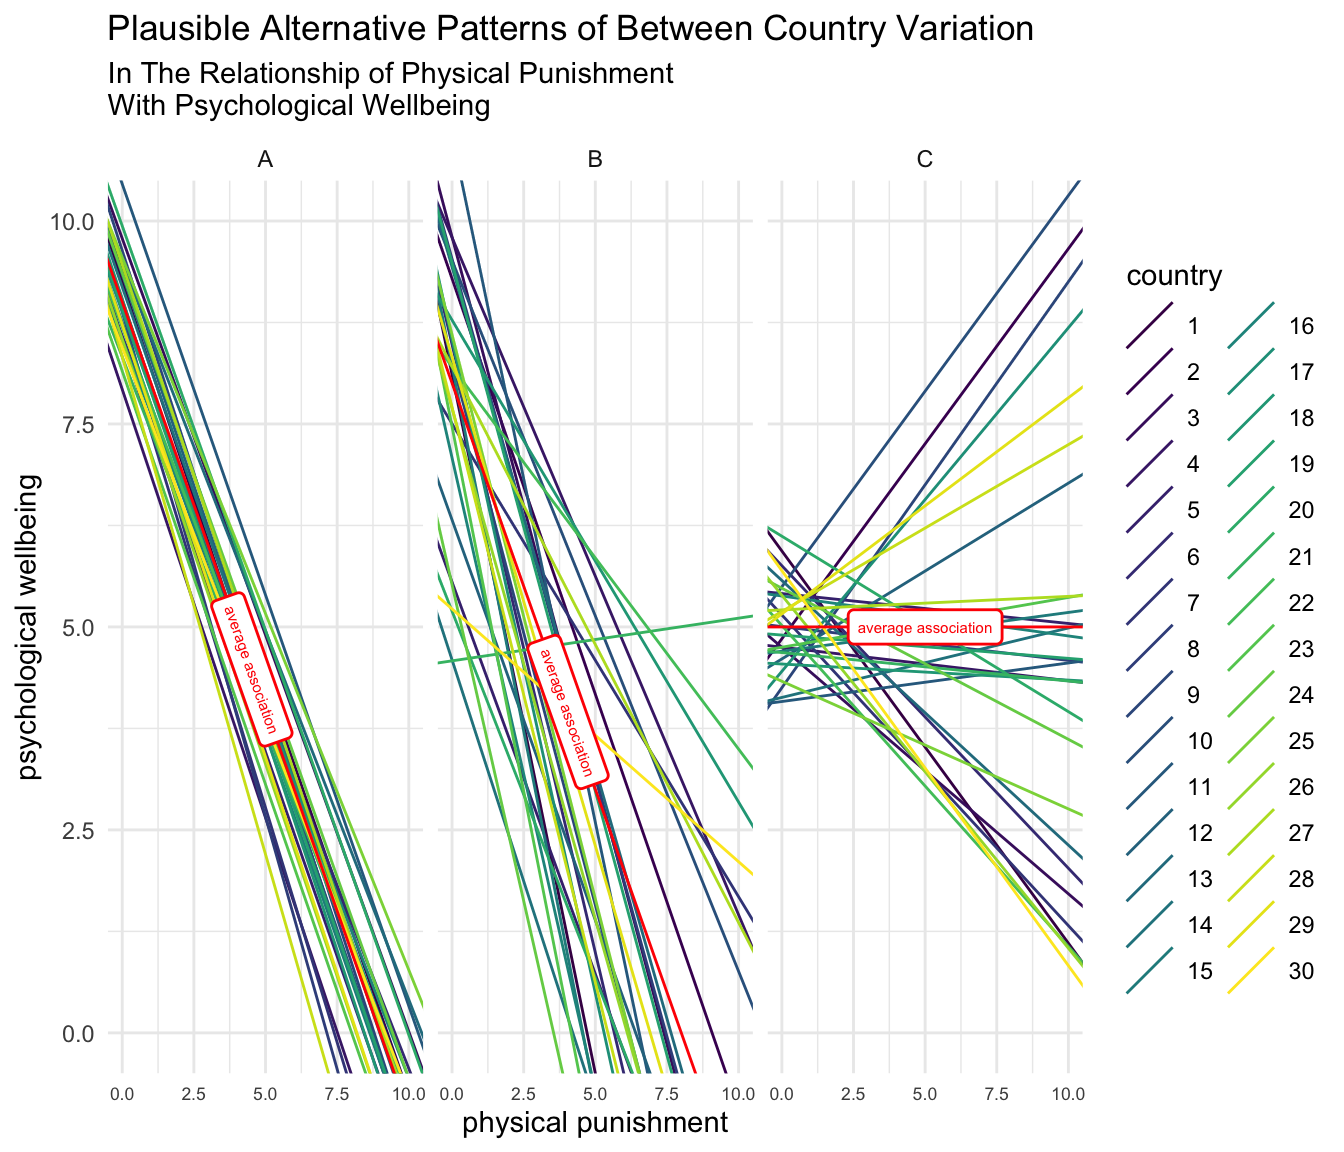 Plausible Alternative Patterns of Between Country Variation
In The Relationship of Physical Punishment
With Psychological Wellbeing
A
B
C
psychological wellbeing
10.0
7.5
5.0
2.5
0.0
average association
average association
average association
0.0 2.5 5.0 7.5 10.0
0.0 2.5 5.0 7.5 10.0
0.0 2.5 5.0 7.5 10.0
physical punishment
country
1 16
2 17
3 18
4 19
5 20
6 21
7 22
8 23
9 24
10 25
11 26
12 27
13 28
14 29
15 30